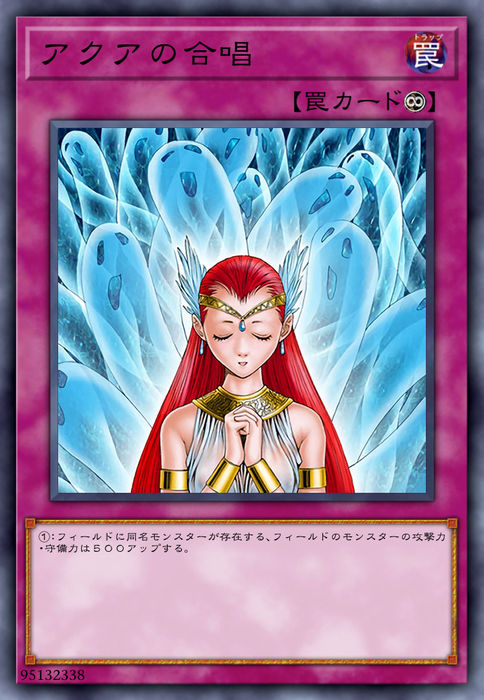 アクアの合唱
トラップ
罠
【罠カード】
①:フィールドに同名モンスターが存在する、フィールドのモンスターの攻撃力
・守備力は５００アップする。
95132338